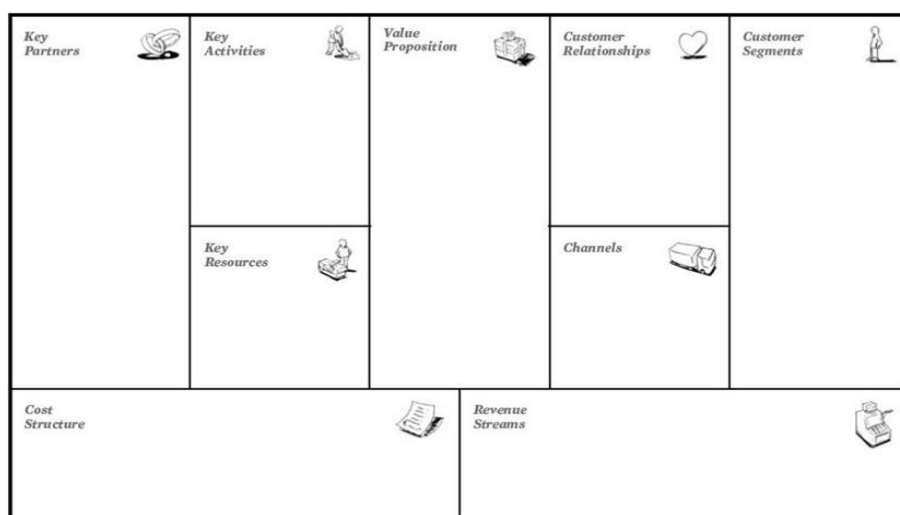 Key
Partners
Key
Activities
Value
Proposition
Customer
Relationships
Customer
Segments
Key
Resources
Channels
Cost
Structure
Revenue
Streams